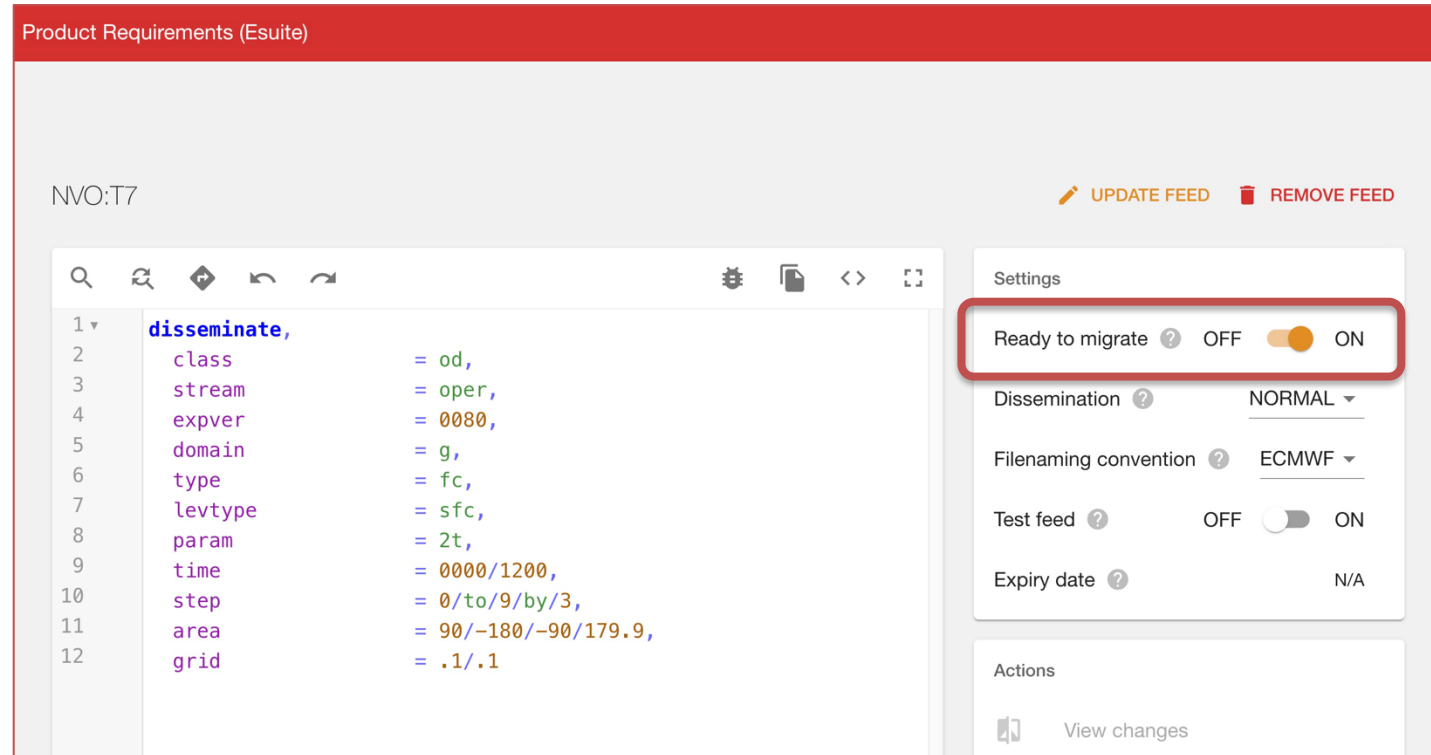 Product Requirements (Esuite)
NVO:T7
UPDATE FEED REMOVE FEED
1 disseminate,
2 class = od,
3 stream = oper,
4 expver = 0080,
5 domain = g,
6 type = fc,
7 levtype = sfc,
8 param = 2t,
9 time = 0000/1200,
10 step = 0/to/9/by/3,
11 area = 90/-180/-90/179.9,
12 grid = .1/.1
Settings
Ready to migrate ? OFF ON
Dissemination ? NORMAL
Filenaming convention ? ECMWF
Test feed ? OFF ON
Expiry date ? N/A
Actions
View changes